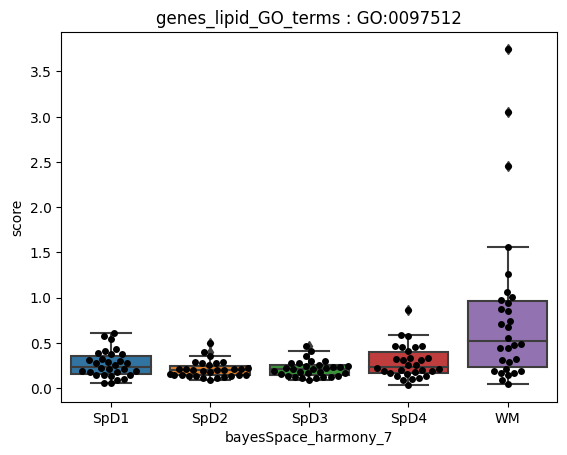 genes_lipid_GO_terms : GO:0097512
3.5
3.0
2.5
2.0
1.5
1.0
0.5
0.0
score
SpD1 SpD2 SpD3 SpD4 WM
bayesSpace_harmony_7